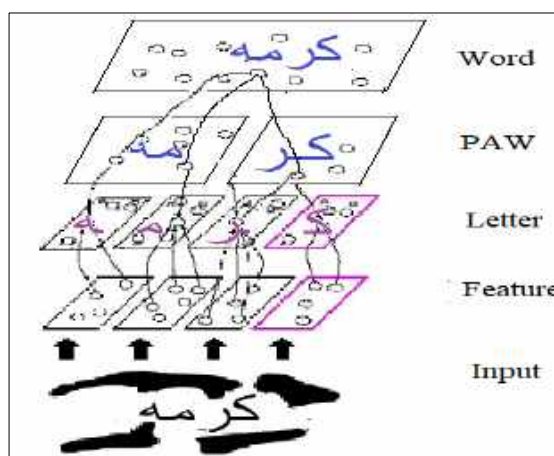 كرمه Word
مه كر PAW
ه م ر ك Letter
Feature
Input
كرمه